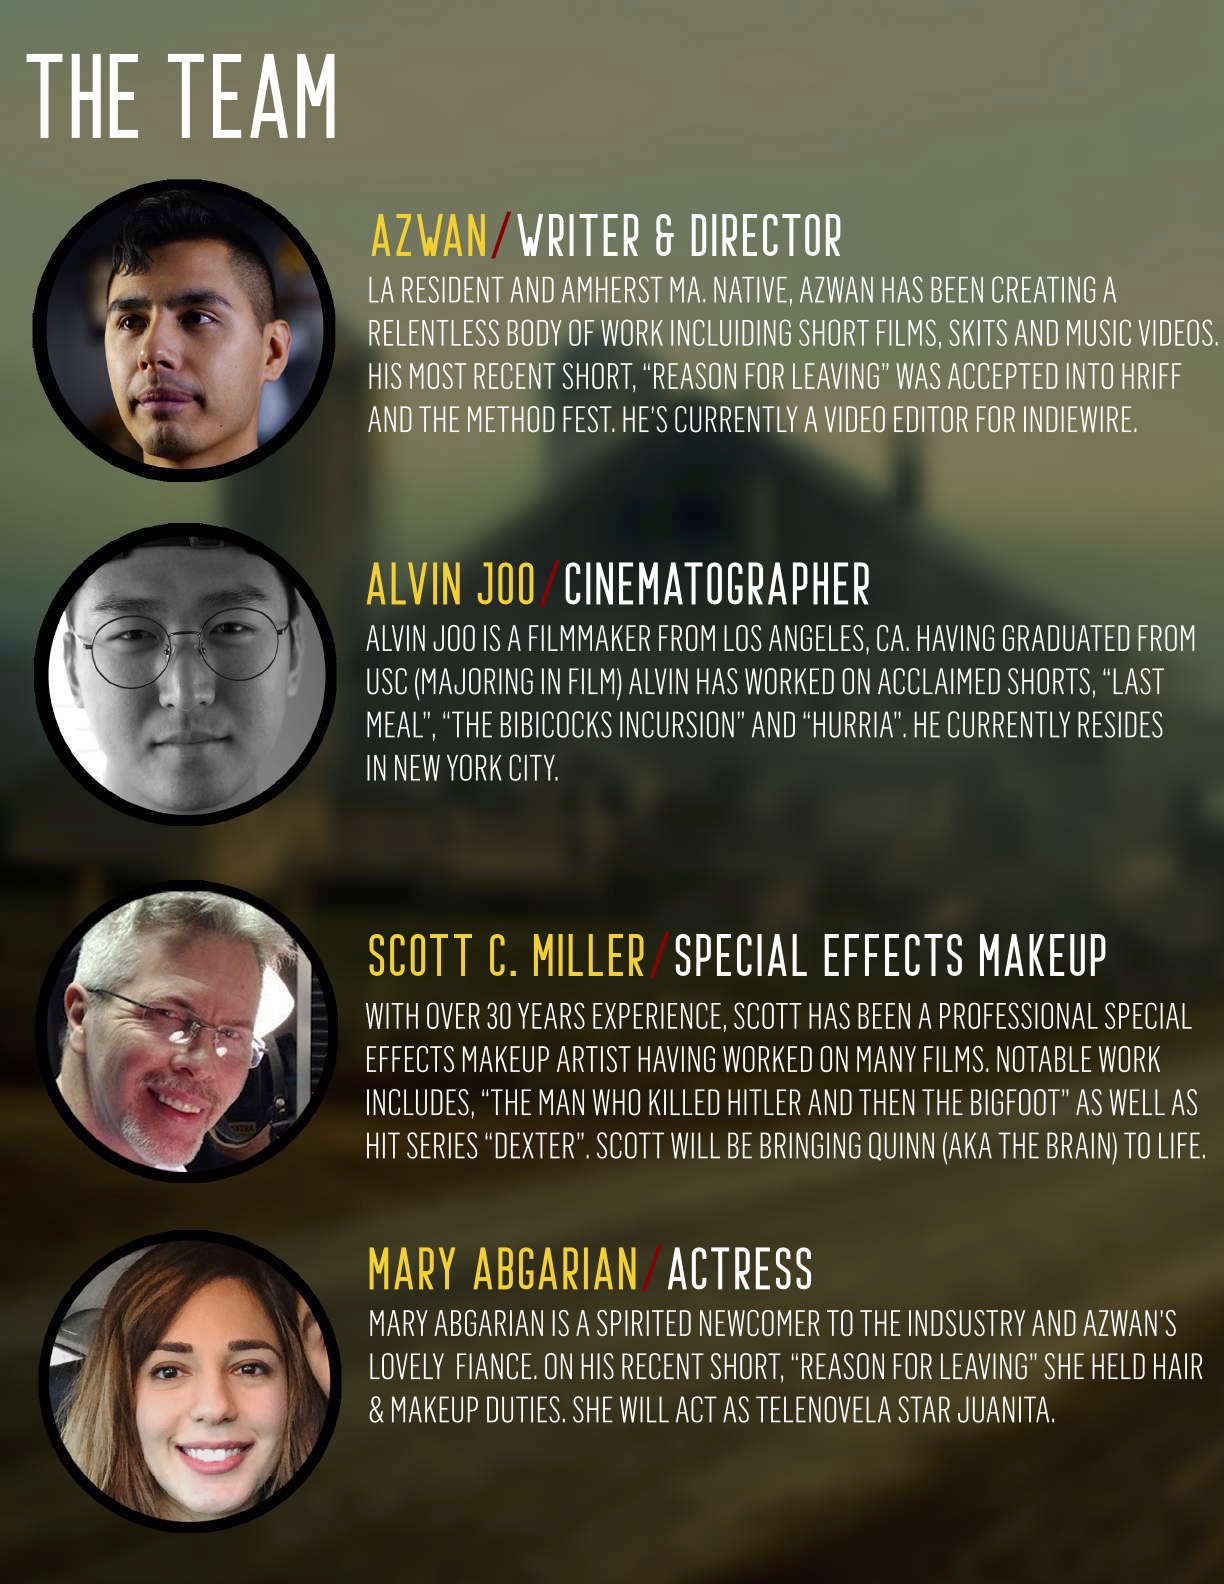 THE TEAM
AZWAN/WRITER & DIRECTOR
LA RESIDENT AND AMHERST MA. NATIVE, AZWAN HAS BEEN CREATING A
RELENTLESS BODY OF WORK INCLUIDING SHORT FILMS, SKITS AND MUSIC VIDEOS.
HIS MOST RECENT SHORT, “REASON FOR LEAVING” WAS ACCEPTED INTO HRIFF
AND THE METHOD FEST. HE’S CURRENTLY A VIDEO EDITOR FOR INDIEWIRE.
ALVIN JOO/CINEMATOGRAPHER
ALVIN JOO IS A FILMMAKER FROM LOS ANGELES, CA. HAVING GRADUATED FROM
USC (MAJORING IN FILM) ALVIN HAS WORKED ON ACCLAIMED SHORTS, “LAST
MEAL”, “THE BIBICOCKS INCURSION” AND “HURRIA”. HE CURRENTLY RESIDES
IN NEW YORK CITY.
SCOTT C. MILLER/SPECIAL EFFECTS MAKEUP
WITH OVER 30 YEARS EXPERIENCE, SCOTT HAS BEEN A PROFESSIONAL SPECIAL
EFFECTS MAKEUP ARTIST HAVING WORKED ON MANY FILMS. NOTABLE WORK
INCLUDES, “THE MAN WHO KILLED HITLER AND THEN THE BIGFOOT” AS WELL AS
HIT SERIES “DEXTER”. SCOTT WILL BE BRINGING QUINN (AKA THE BRAIN) TO LIFE.
MARY ABGARIAN/ACTRESS
MARY ABGARIAN IS A SPIRITED NEWCOMER TO THE INDSUSTRY AND AZWAN’S
LOVELY FIANCE. ON HIS RECENT SHORT, “REASON FOR LEAVING” SHE HELD HAIR
& MAKEUP DUTIES. SHE WILL ACT AS TELENOVELA STAR JUANITA.